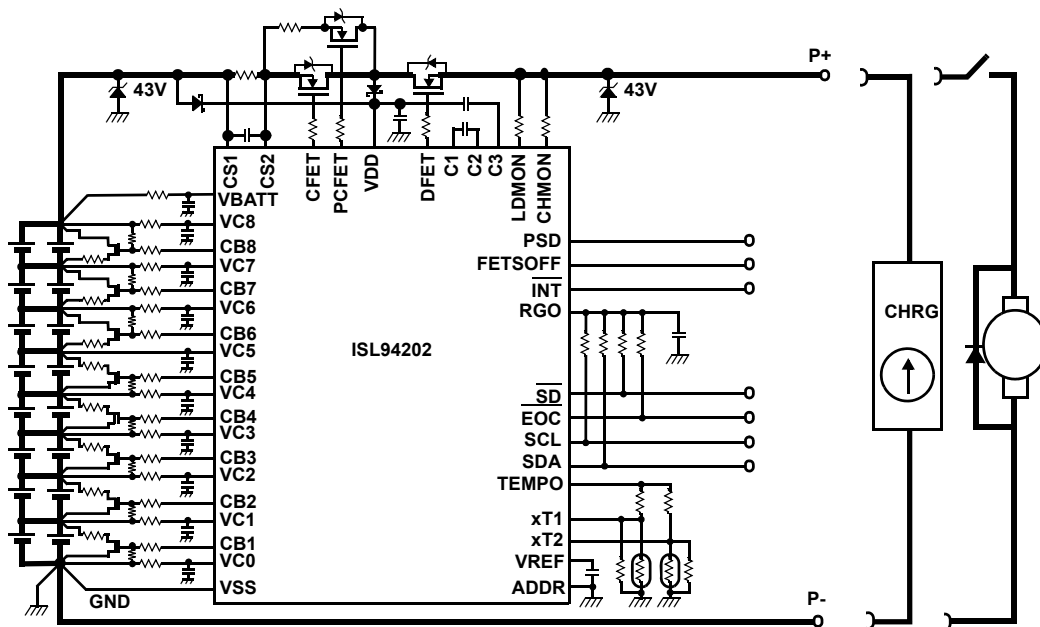 P+
43V
43V
CS1
CS2
CFET
PCFET
VDD
DFET
C1
C2
C3
LDMON
CHMON
VBATT
VC8
CB8
VC7
CB7
VC6
CB6
VC5
CB5
VC4
CB4
VC3
CB3
VC2
CB2
VC1
CB1
VC0
VSS
GND
ISL94202
PSD
FETSOFF
INT
RGO
SD
EOC
SCL
SDA
TEMPO
xT1
xT2
VREF
ADDR
CHRG
P-